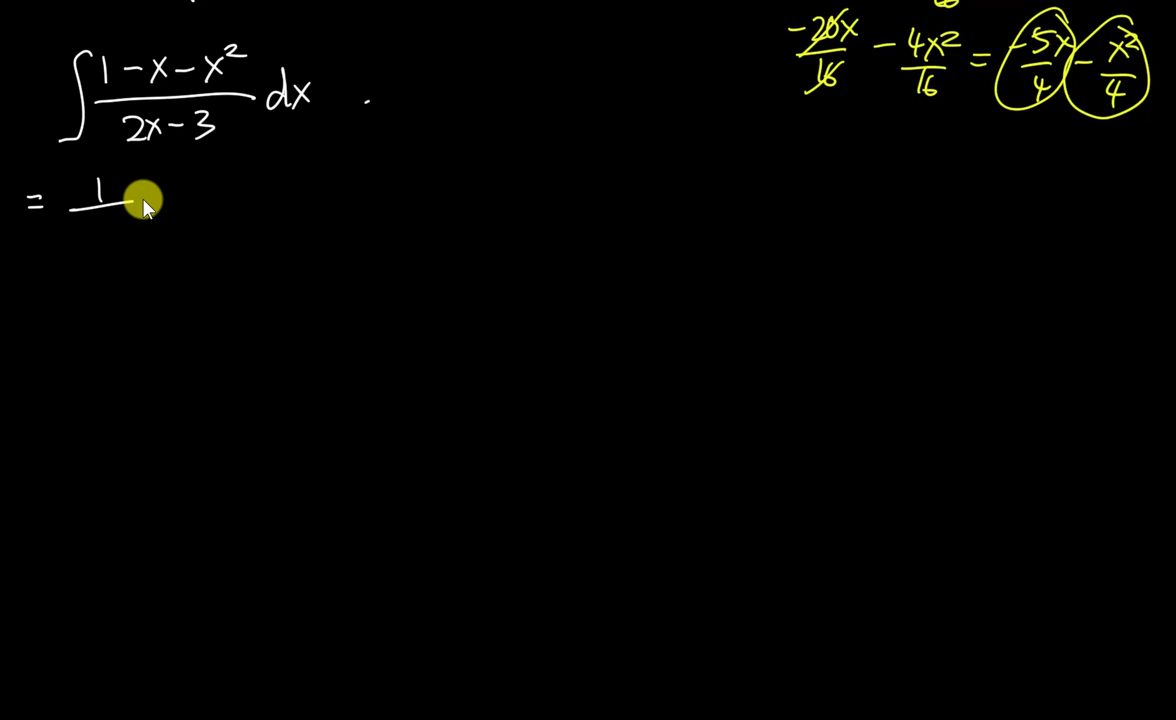 ∫ (1 - x - x²)/(2x - 3) dx .
= 1/
-20x/16 - 4x²/16 = -5x/4 - x²/4